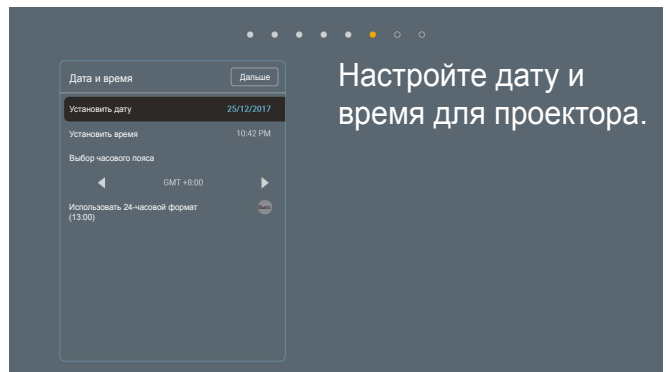 Дата и время
Дальше
Установить дату
25/12/2017
Установить время
10:42 PM
Выбор часового пояса
GMT +8:00
Использовать 24-часовой формат
(13:00)
Настройте дату и
время для проектора.